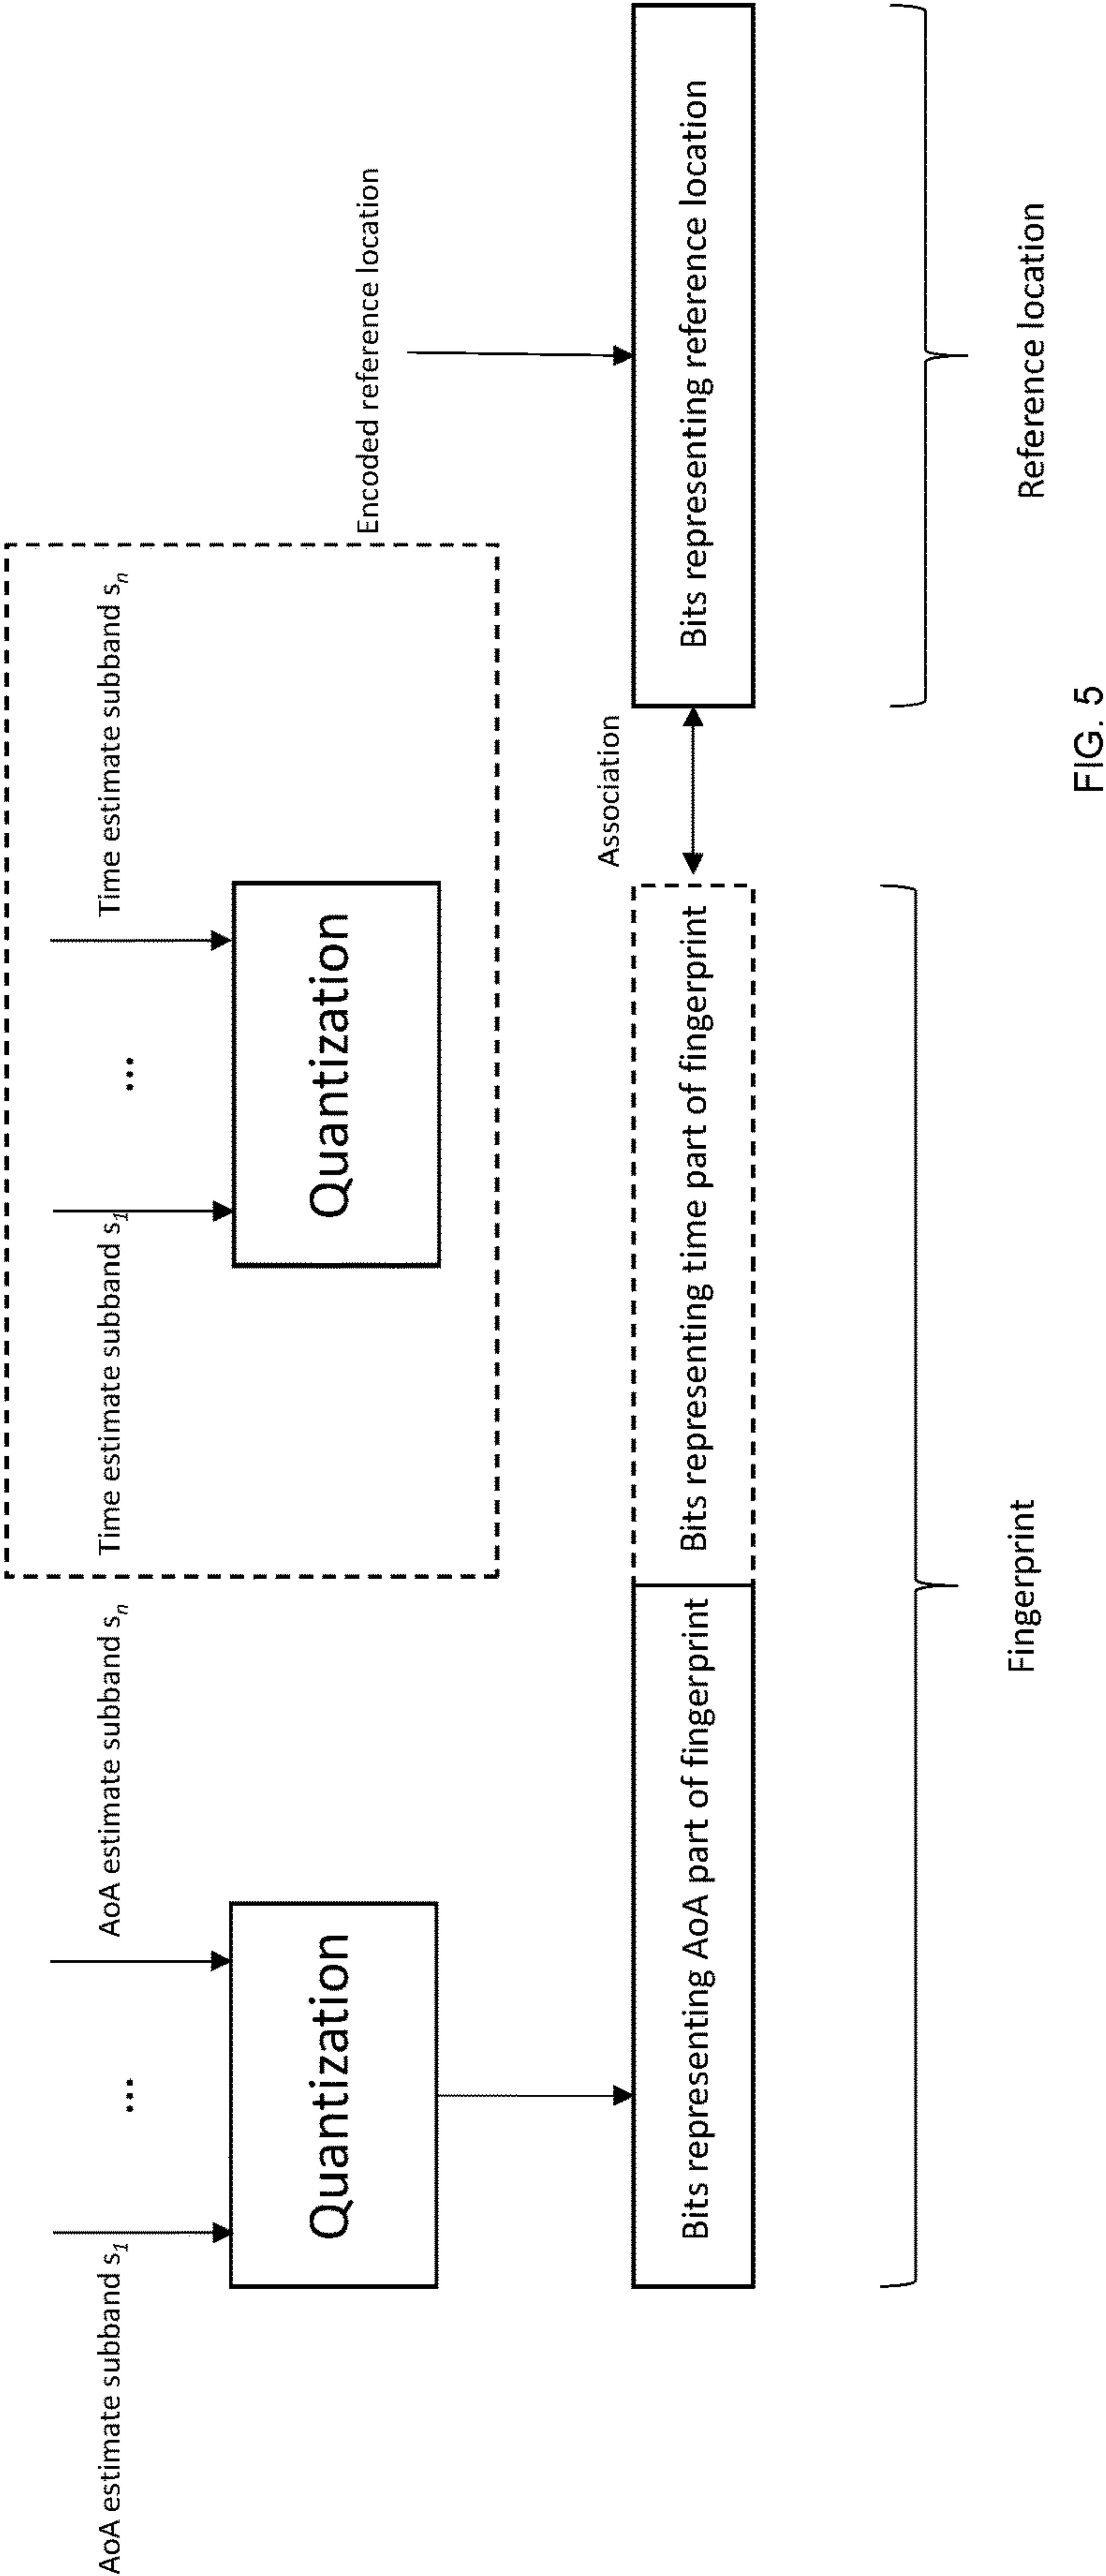 AoA estimate subband s1
...
AoA estimate subband sn
Time estimate subband s1
...
Time estimate subband sn
Quantization
Quantization
Encoded reference location
Association
Bits representing AoA part of fingerprint
Bits representing time part of fingerprint
Bits representing reference location
Fingerprint
Reference location
FIG. 5